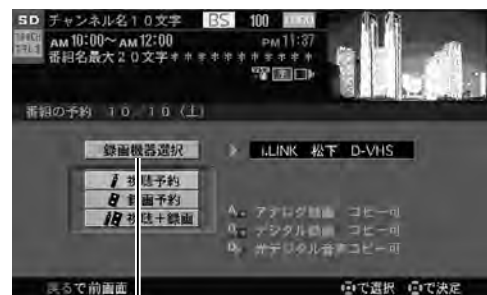 SD チャンネル名10文字 BS 100
AM 10:00～AM 12:00 PM 11:37
番組名最大20文字＊＊＊＊＊＊＊＊＊
番組の予約 10/10 (土)
録画機器選択 i.LINK 松下 D-VHS
視聴予約
録画予約
視聴＋録画
アナログ録画 コピー可
デジタル録画 コピー可
光デジタル音声コピー可
戻るで前画面 で選択 で決定